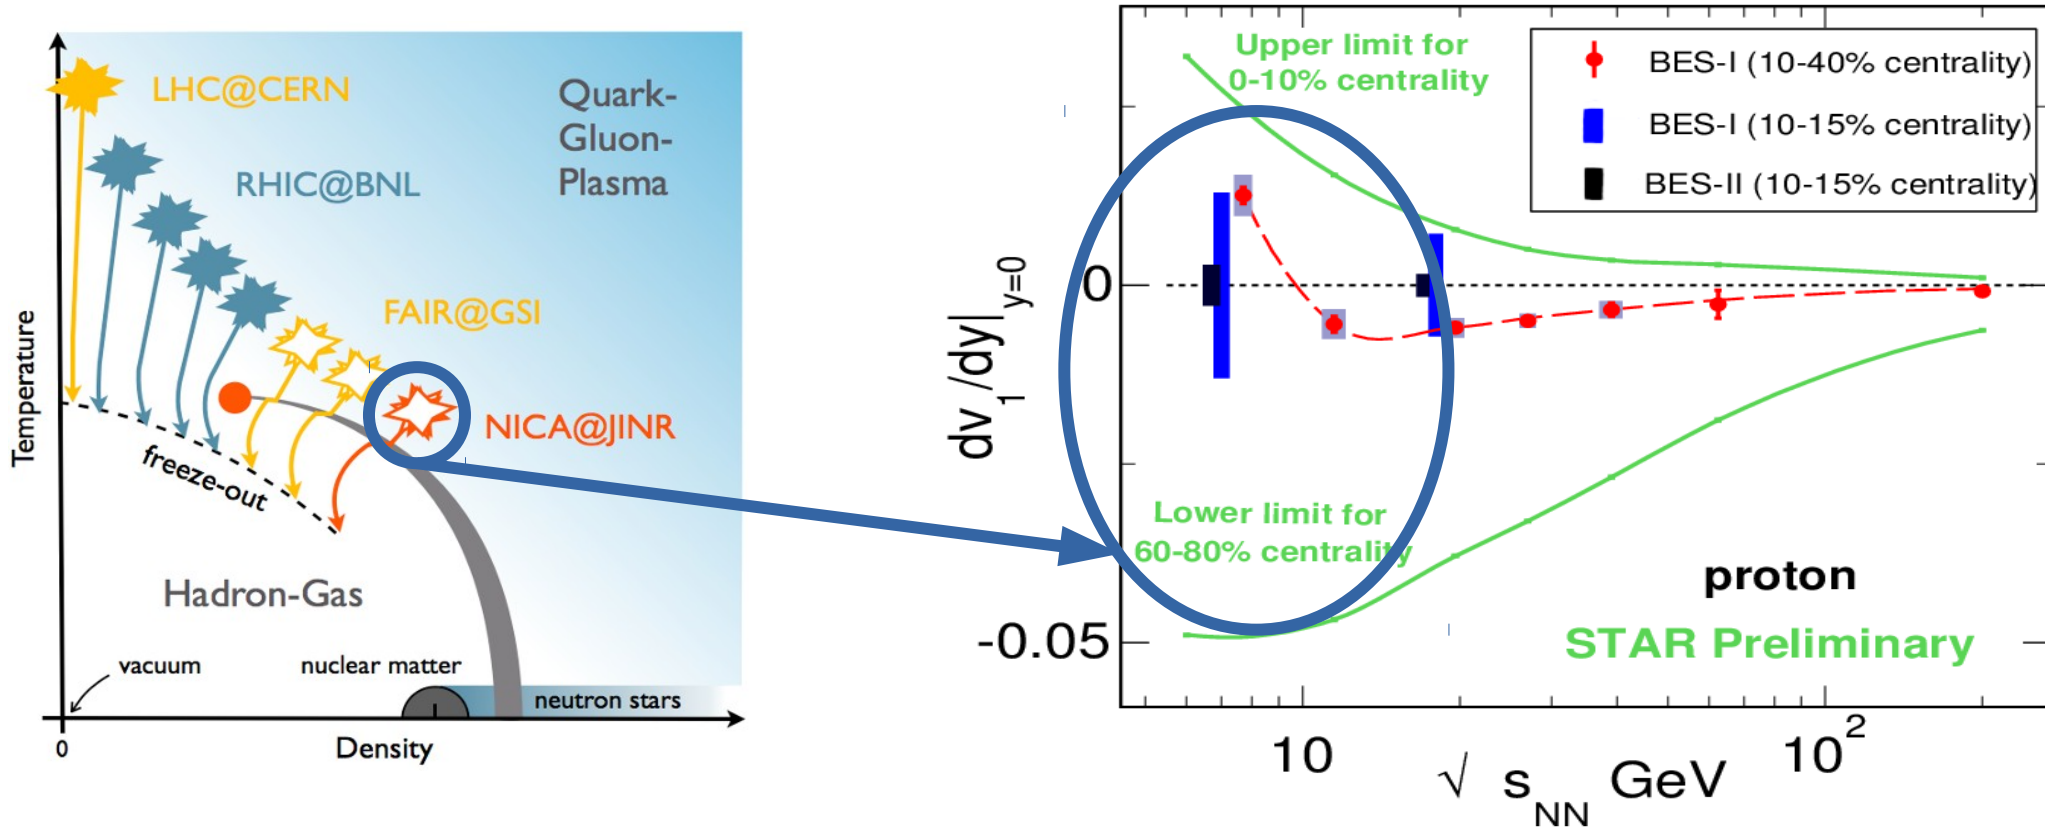 LHC@CERN
RHIC@BNL
Quark-
Gluon-
Plasma
FAIR@GSI
NICA@JINR
freeze-out
Hadron-Gas
vacuum
nuclear matter
neutron stars
Temperature
0
Density
Upper limit for
0-10% centrality
BES-I (10-40% centrality)
BES-I (10-15% centrality)
BES-II (10-15% centrality)
0
-0.05
dv₁/dy|y=0
Lower limit for
60-80% centrality
proton
STAR Preliminary
10
10²
√ sNN GeV